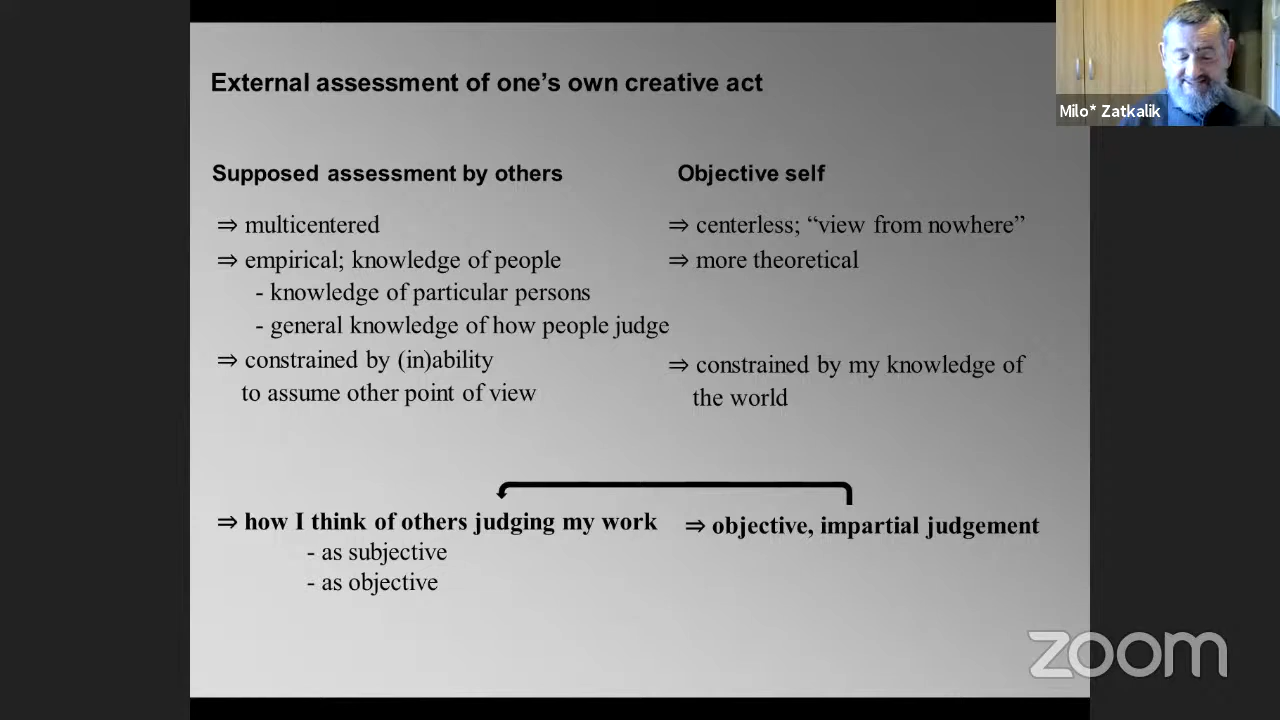 External assessment of one's own creative act
Milo* Zatkalik
Supposed assessment by others
Objective self
⇒ multicentered
⇒ centerless; “view from nowhere”
⇒ empirical; knowledge of people
⇒ more theoretical
- knowledge of particular persons
- general knowledge of how people judge
⇒ constrained by (in)ability
to assume other point of view
⇒ constrained by my knowledge of
the world
⇒ how I think of others judging my work
⇒ objective, impartial judgement
- as subjective
- as objective
zoom